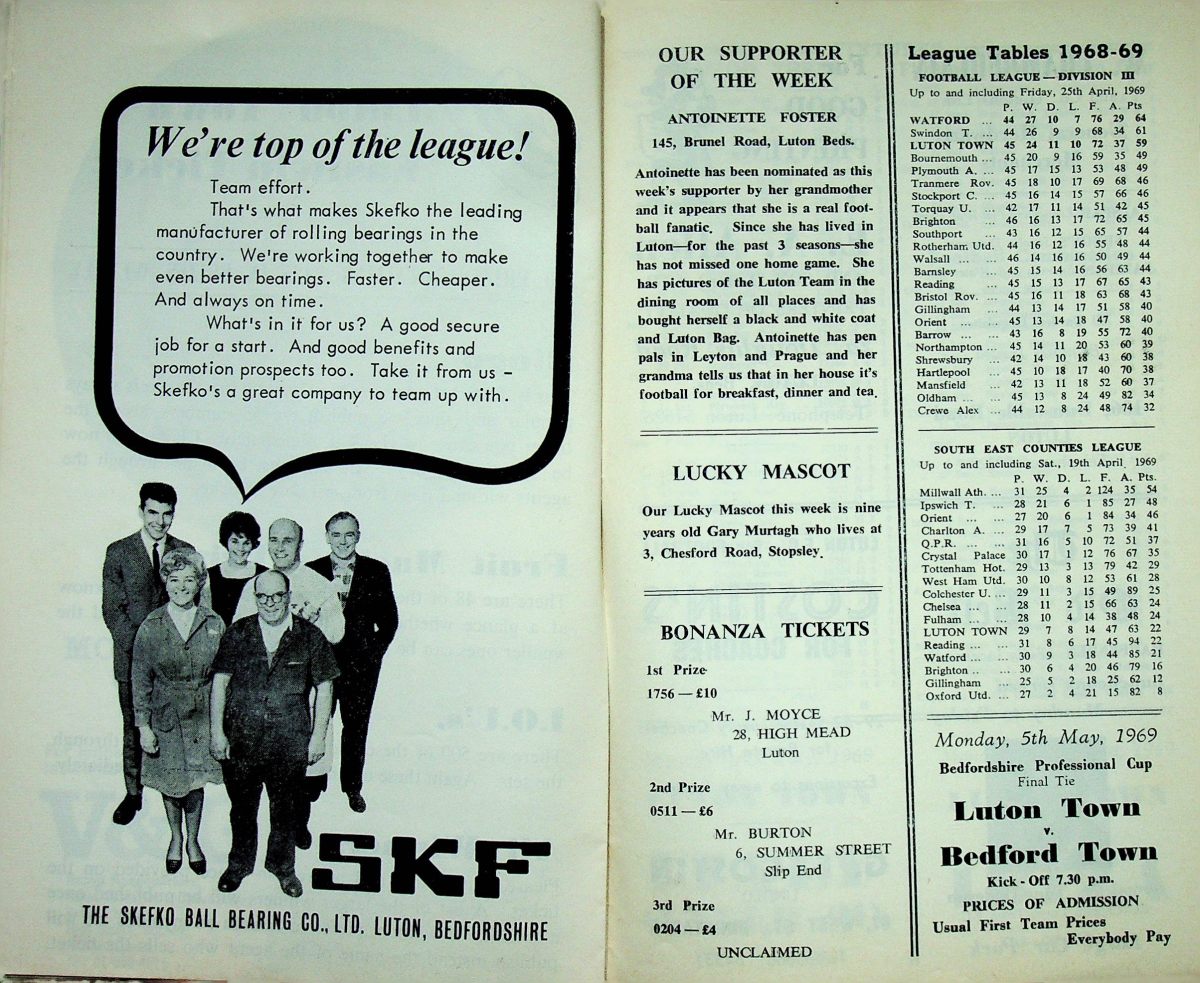 We're top of the league!
Team effort.
That's what makes Skefko the leading
manufacturer of rolling bearings in the
country. We're working together to make
even better bearings. Faster. Cheaper.
And always on time.
What's in it for us? A good secure
job for a start. And good benefits and
promotion prospects too. Take it from us –
Skefko's a great company to team up with.
SKF
THE SKEFKO BALL BEARING CO., LTD. LUTON, BEDFORDSHIRE
OUR SUPPORTER
OF THE WEEK
ANTOINETTE FOSTER
145, Brunel Road, Luton Beds.
Antoinette has been nominated as this
week's supporter by her grandmother
and it appears that she is a real foot-
ball fanatic. Since she has lived in
Luton—for the past 3 seasons—she
has not missed one home game. She
has pictures of the Luton Team in the
dining room of all places and has
bought herself a black and white coat
and Luton Bag. Antoinette has pen
pals in Leyton and Prague and her
grandma tells us that in her house it's
football for breakfast, dinner and tea.
LUCKY MASCOT
Our Lucky Mascot this week is nine
years old Gary Murtagh who lives at
3, Chesford Road, Stopsley.
BONANZA TICKETS
1st Prize
1756 — £10
Mr. J. MOYCE
28, HIGH MEAD
Luton
2nd Prize
0511 — £6
Mr. BURTON
6, SUMMER STREET
Slip End
3rd Prize
0204 — £4
UNCLAIMED
League Tables 1968-69
FOOTBALL LEAGUE — DIVISION III
Up to and including Friday, 25th April, 1969
P. W. D. L. F. A. Pts
WATFORD ... 44 27 10 7 76 29 64
Swindon T. ... 44 26 9 9 68 34 61
LUTON TOWN 45 24 11 10 72 37 59
Bournemouth ... 45 20 9 16 59 35 49
Plymouth A. ... 45 17 15 13 53 48 49
Tranmere Rov. 45 18 10 17 69 68 46
Stockport C. ... 45 16 14 15 57 66 46
Torquay U. ... 42 17 11 14 51 42 45
Brighton ... 46 16 13 17 72 65 45
Southport ... 43 16 12 15 65 57 44
Rotherham Utd. 44 16 12 16 55 48 44
Walsall ... ... 46 14 16 16 50 49 44
Barnsley ... 45 15 14 16 56 63 44
Reading ... 45 15 13 17 67 65 43
Bristol Rov. ... 45 16 11 18 63 68 43
Gillingham ... 44 13 14 17 51 58 40
Orient ... ... 45 13 14 18 47 58 40
Barrow ... ... 43 16 8 19 55 72 40
Northampton ... 45 14 11 20 53 60 39
Shrewsbury ... 42 14 10 18 43 60 38
Hartlepool ... 45 10 18 17 40 70 38
Mansfield ... 42 13 11 18 52 60 37
Oldham ... ... 45 13 8 24 49 82 34
Crewe Alex ... 44 12 8 24 48 74 32
SOUTH EAST COUNTIES LEAGUE
Up to and including Sat., 19th April, 1969
P. W. D. L. F. A. Pts.
Millwall Ath. ... 31 25 4 2 124 35 54
Ipswich T. ... 28 21 6 1 85 27 48
Orient ... ... 27 20 6 1 84 34 46
Charlton A. ... 29 17 7 5 73 39 41
Q.P.R. ... ... 31 16 5 10 72 51 37
Crystal Palace 30 17 1 12 76 67 35
Tottenham Hot. 29 13 3 13 79 42 29
West Ham Utd. 30 10 8 12 53 61 28
Colchester U. ... 29 11 3 15 49 89 25
Chelsea ... ... 28 11 2 15 66 63 24
Fulham ... ... 28 10 4 14 38 48 24
LUTON TOWN 29 7 8 14 47 63 22
Reading ... ... 31 8 6 17 45 94 22
Watford ... ... 30 9 3 18 44 85 21
Brighton .. ... 30 6 4 20 46 79 16
Gillingham ... 25 5 2 18 25 62 12
Oxford Utd. ... 27 2 4 21 15 82 8
Monday, 5th May, 1969
Bedfordshire Professional Cup
Final Tie
Luton Town
v.
Bedford Town
Kick - Off 7.30 p.m.
PRICES OF ADMISSION
Usual First Team Prices
Everybody Pay